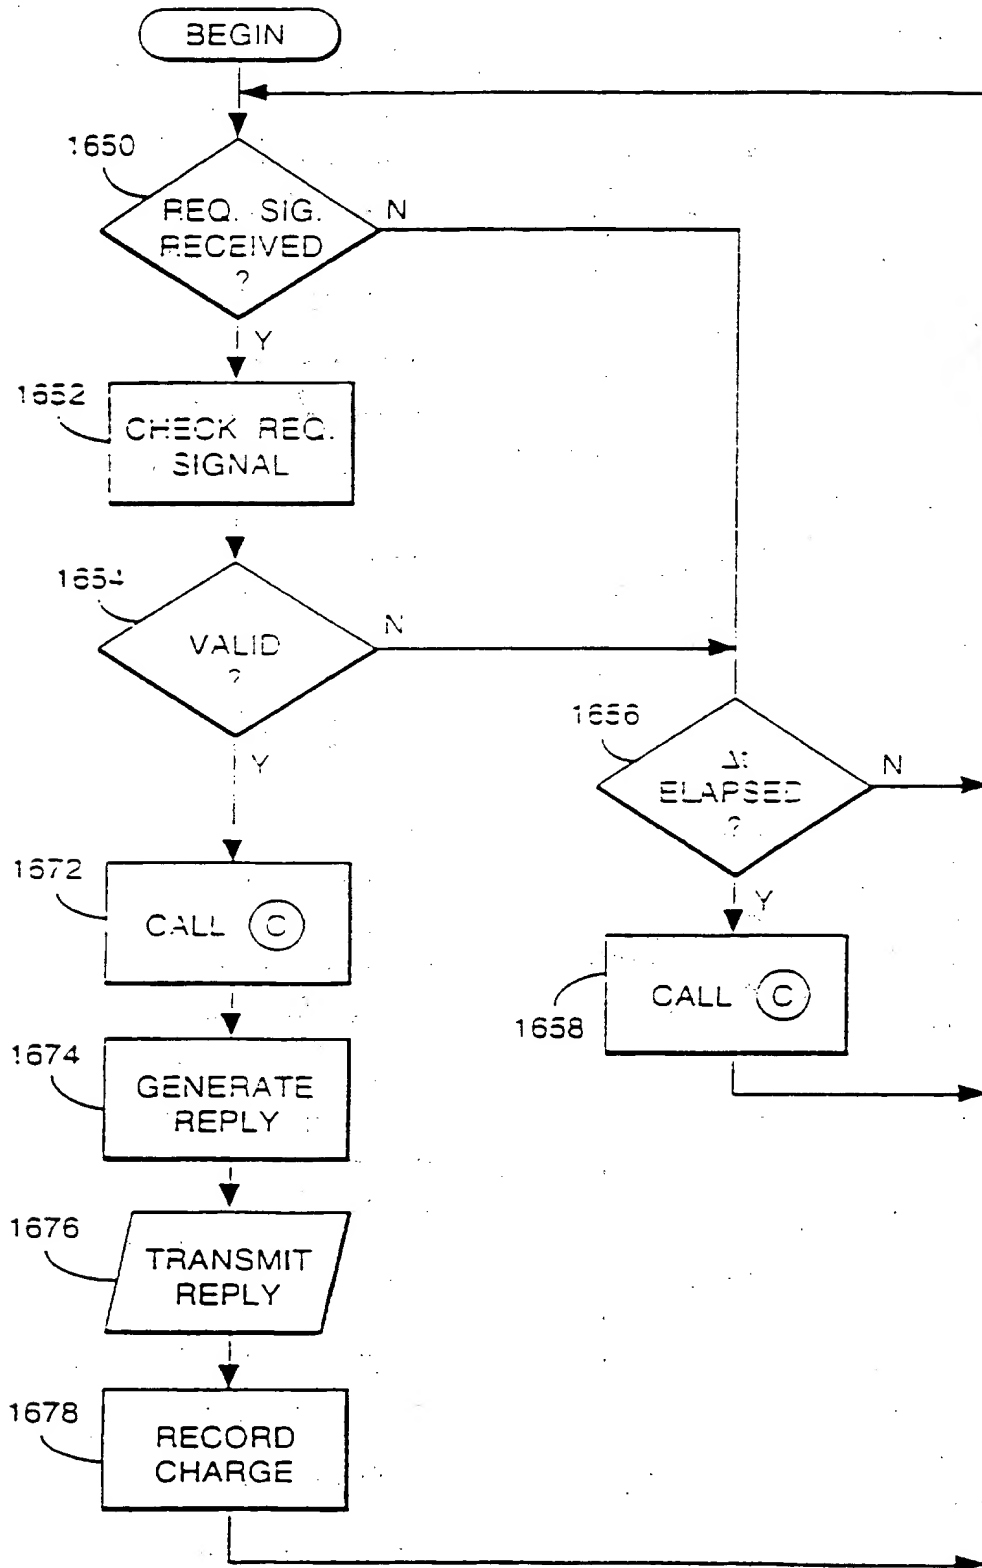 BEGIN
1650
REQ. SIG.
RECEIVED
?
N
Y
1652
CHECK REQ.
SIGNAL
1654
VALID
?
N
Y
1656
Δt
ELAPSED
?
N
Y
1672
CALL C
1658
CALL C
1674
GENERATE
REPLY
1676
TRANSMIT
REPLY
1678
RECORD
CHARGE